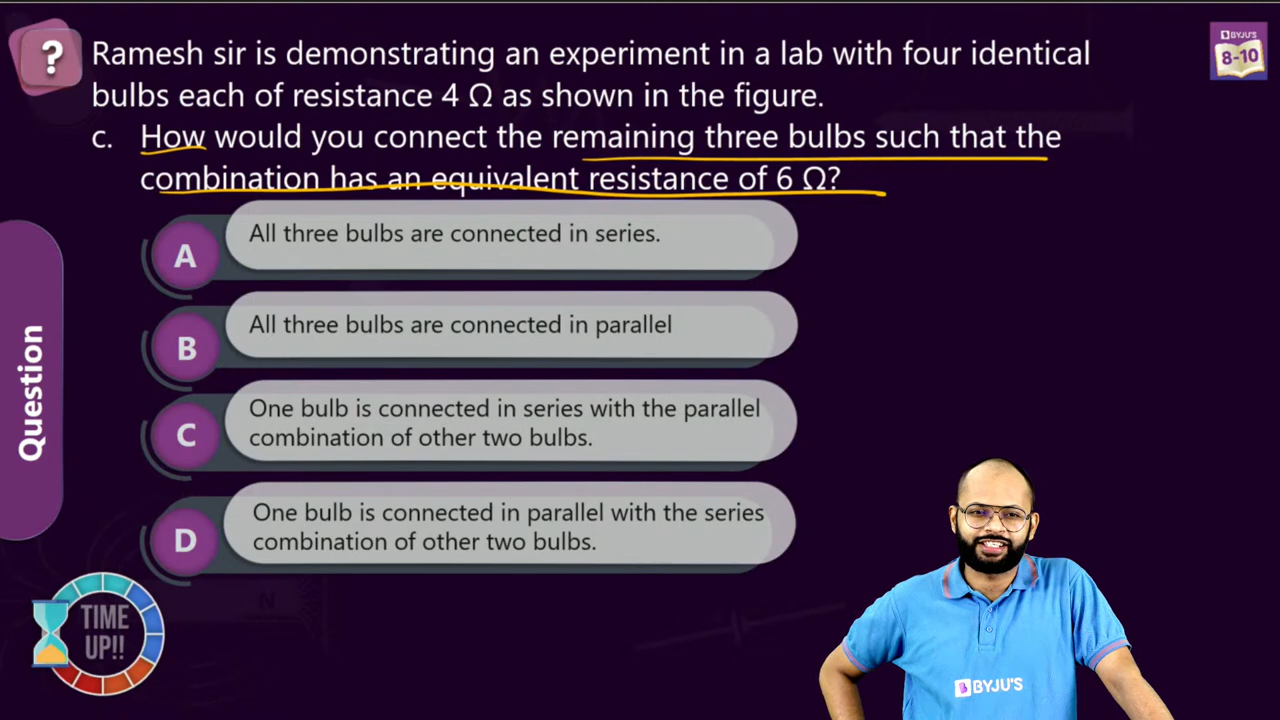 ?
Ramesh sir is demonstrating an experiment in a lab with four identical
bulbs each of resistance 4 Ω as shown in the figure.
c. How would you connect the remaining three bulbs such that the
combination has an equivalent resistance of 6 Ω?
BYJU'S
8-10
Question
A
All three bulbs are connected in series.
B
All three bulbs are connected in parallel
C
One bulb is connected in series with the parallel
combination of other two bulbs.
D
One bulb is connected in parallel with the series
combination of other two bulbs.
TIME
UP!!
N
BYJU'S